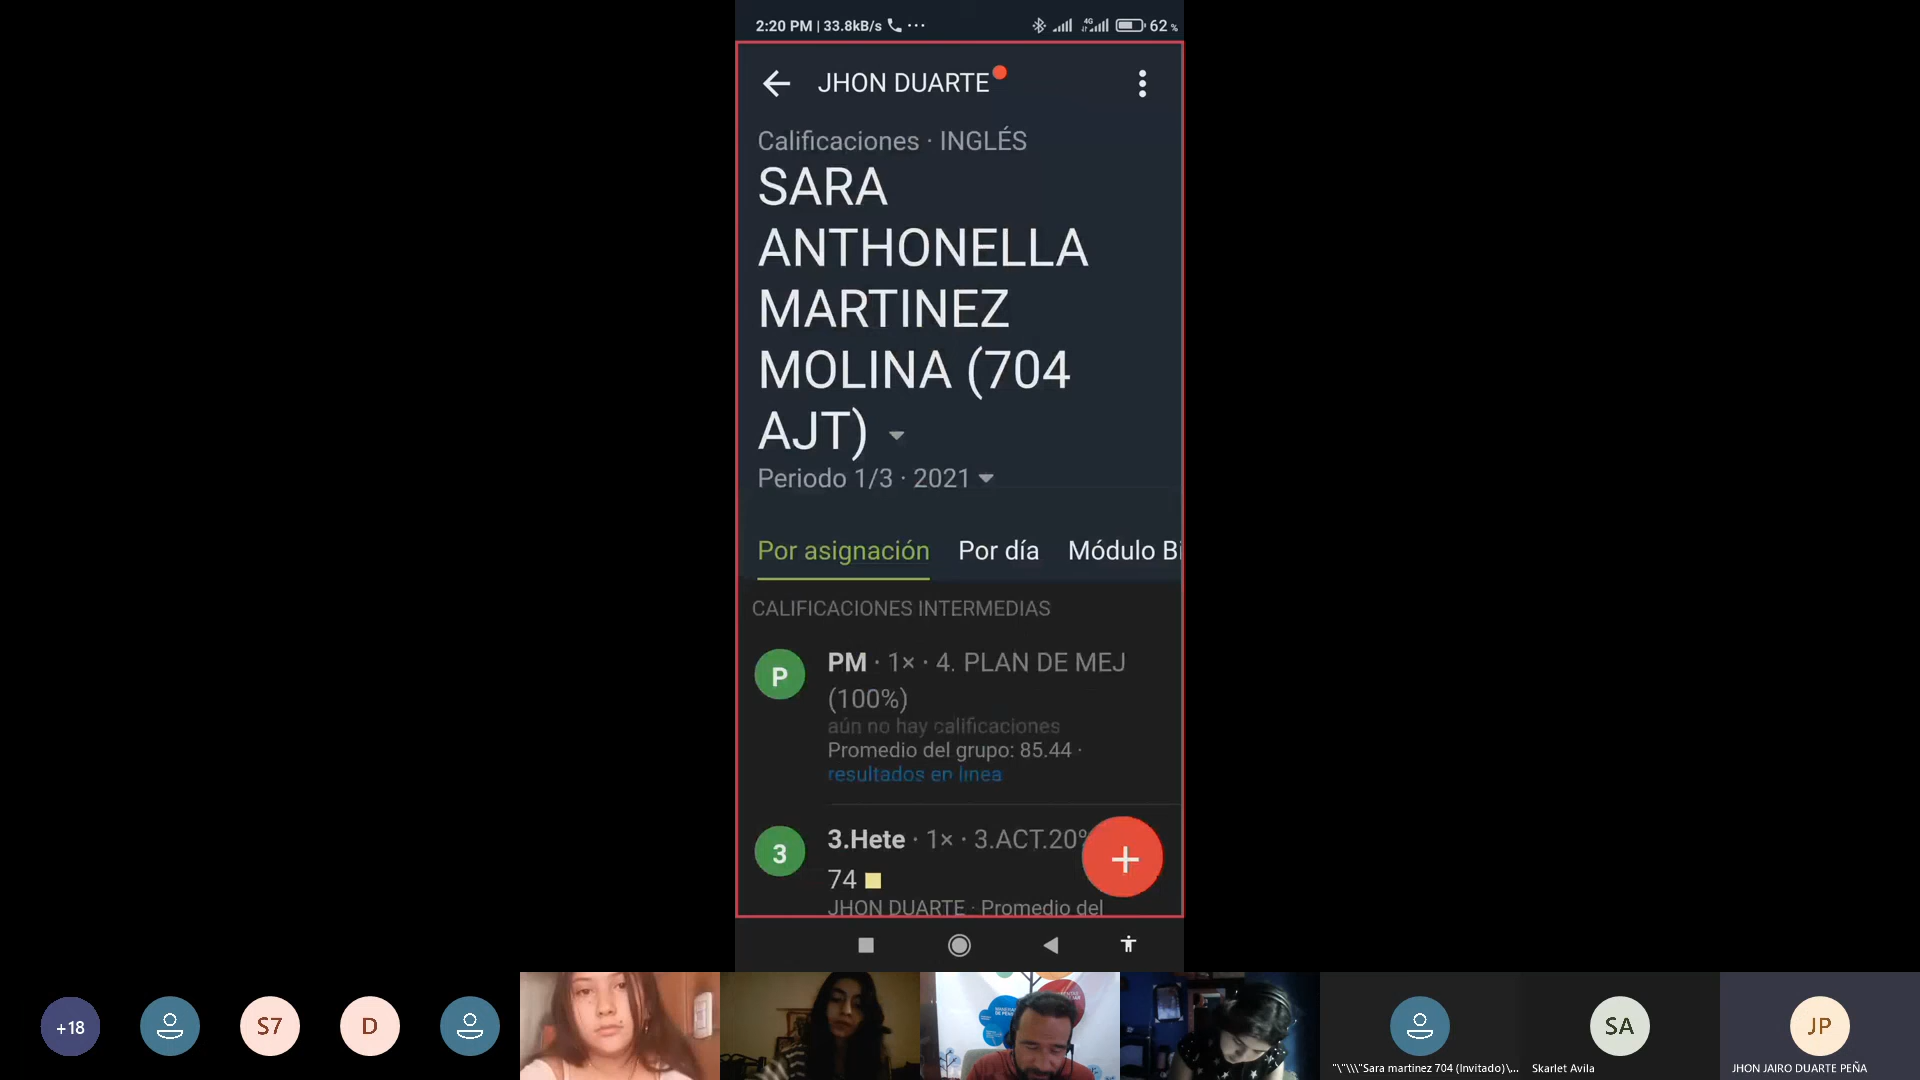 2:20 PM | 33.8kB/s ...
4G
62 %
JHON DUARTE
Calificaciones · INGLÉS
SARA
ANTHONELLA
MARTINEZ
MOLINA (704
AJT)
Periodo 1/3 · 2021
Por asignación Por día Módulo Bi
CALIFICACIONES INTERMEDIAS
P
PM · 1× · 4. PLAN DE MEJ
(100%)
aún no hay calificaciones
Promedio del grupo: 85.44 ·
resultados en línea
3
3.Hete · 1× · 3.ACT.20%
74
+
JHON DUARTE · Promedio del
+18
S7
D
SA
JP
"\"\\\"Sara martinez 704 (Invitado)\...
Skarlet Avila
JHON JAIRO DUARTE PEÑA